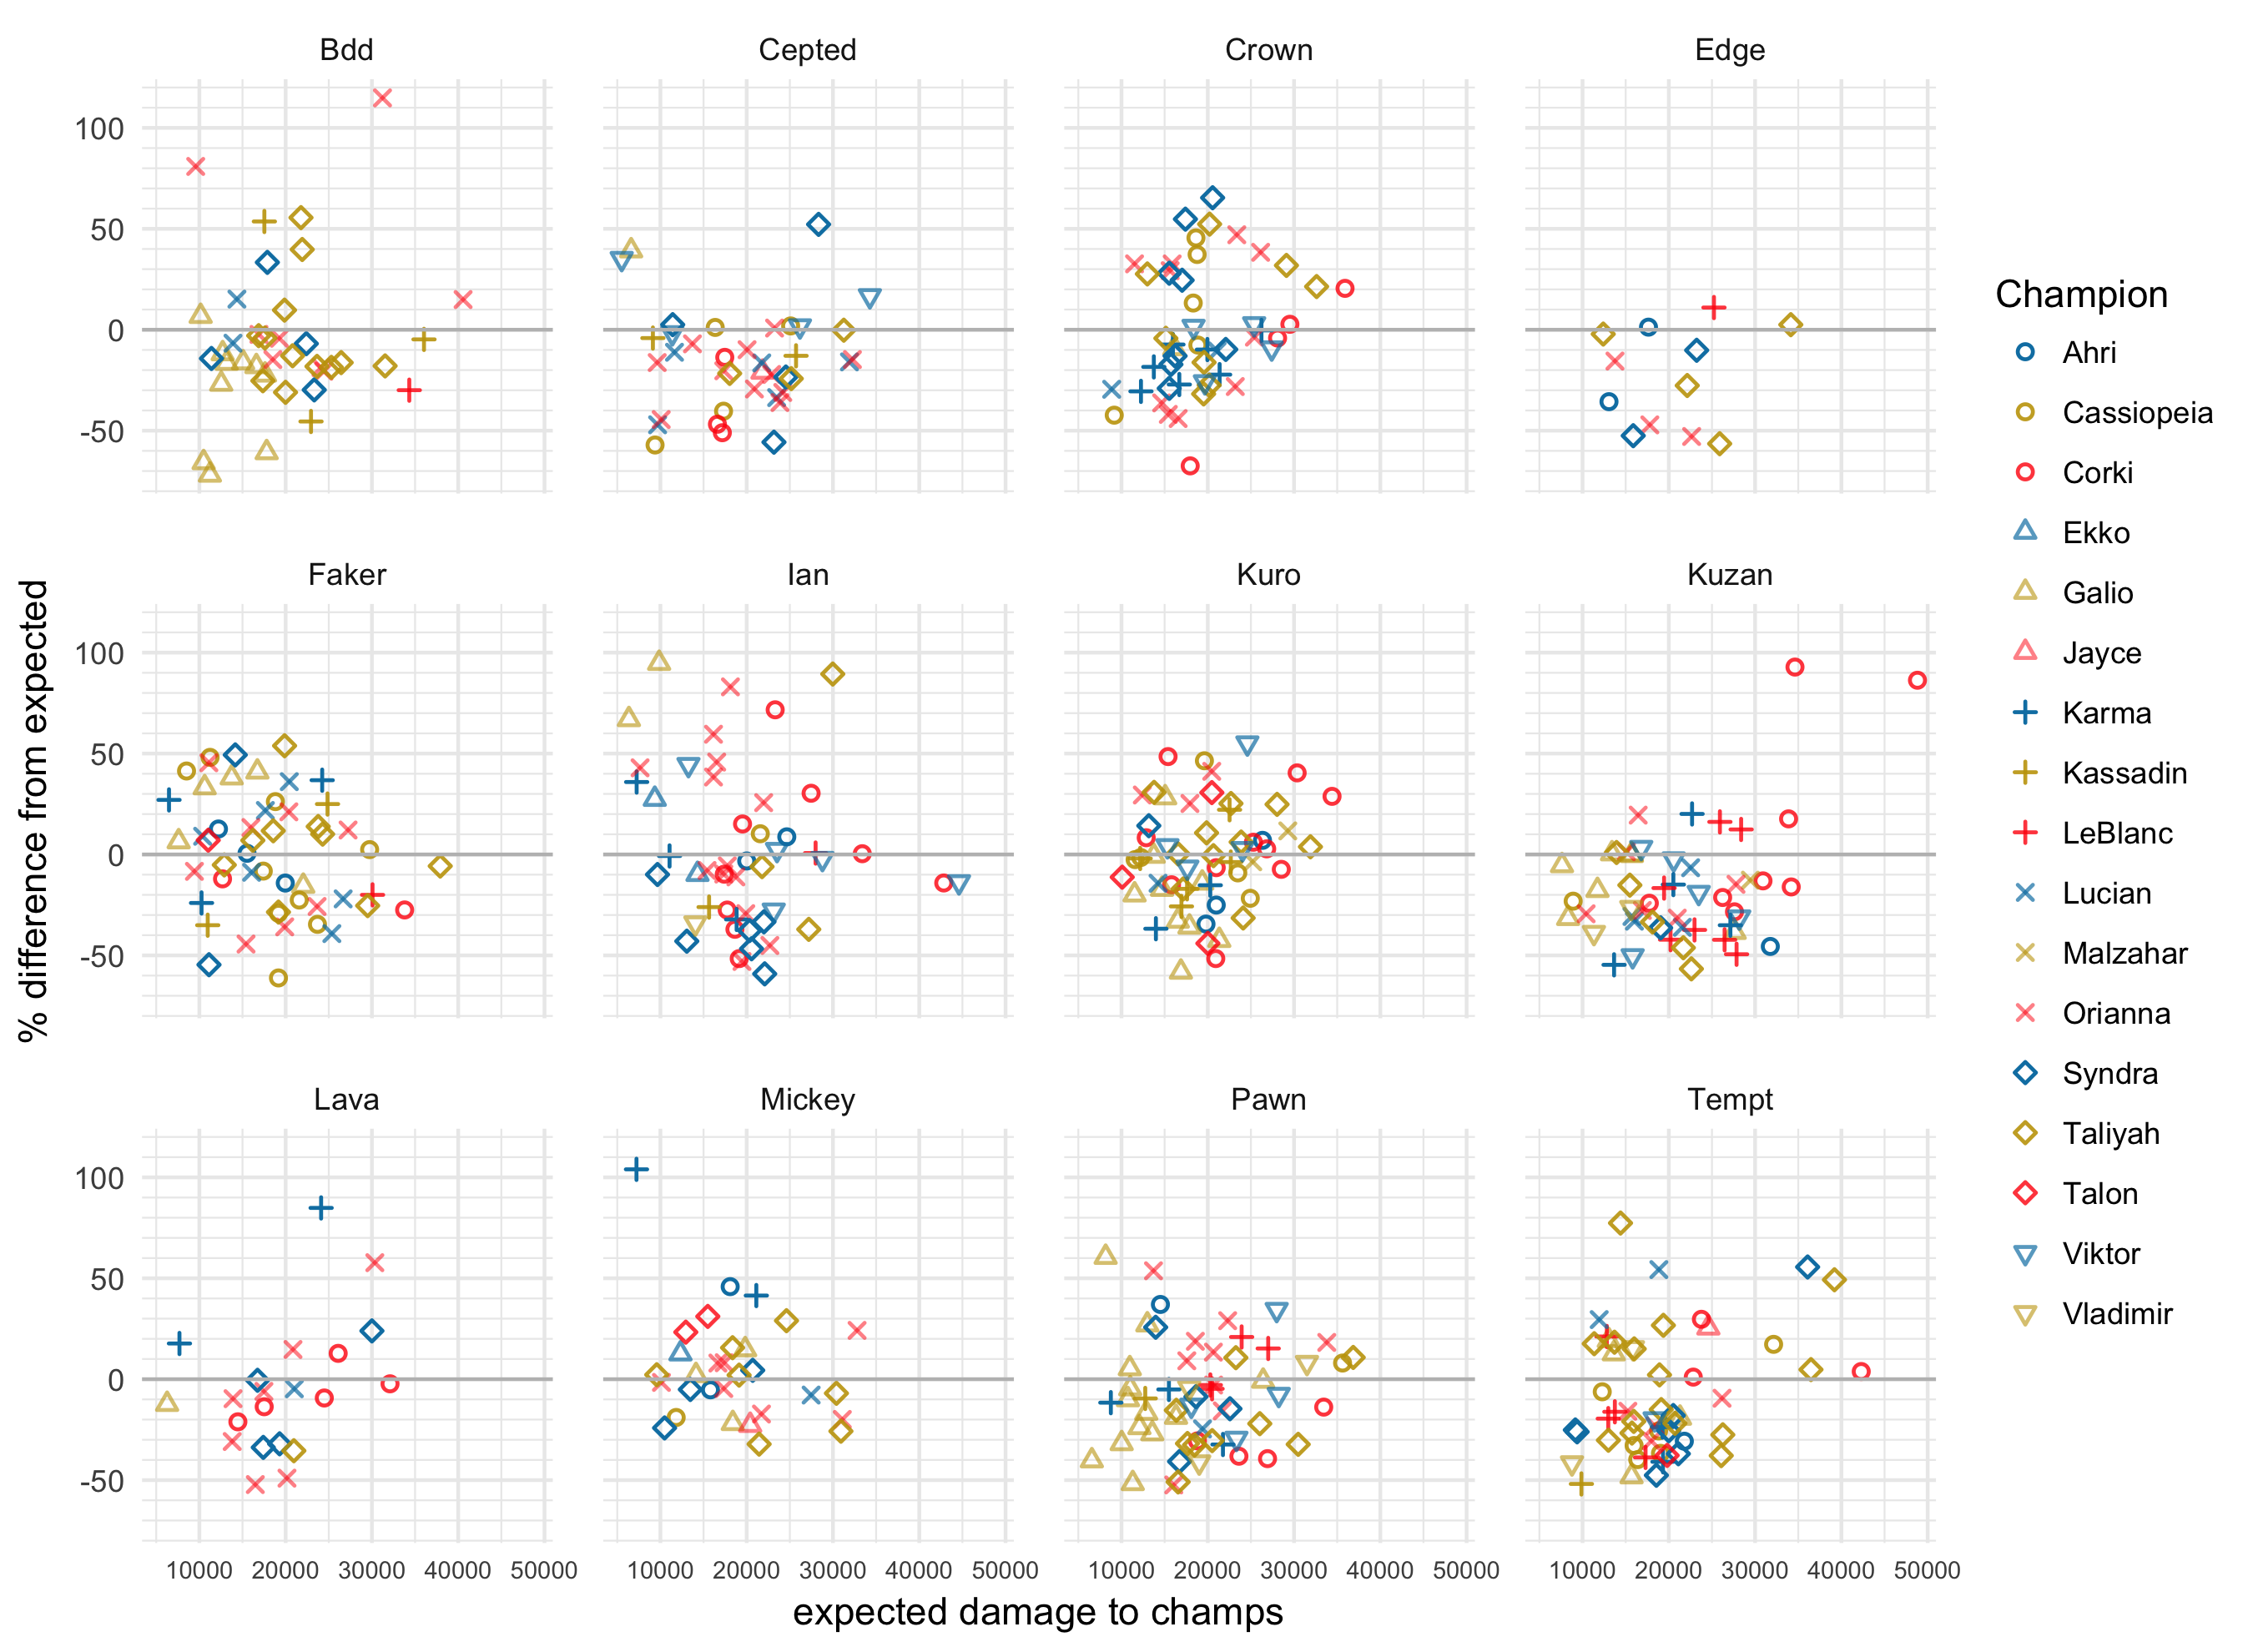 Bdd Cepted Crown Edge
100
50
0
-50
Faker Ian Kuro Kuzan
100
50
0
-50
Lava Mickey Pawn Tempt
100
50
0
-50
10000 20000 30000 40000 50000 10000 20000 30000 40000 50000 10000 20000 30000 40000 50000 10000 20000 30000 40000 50000
expected damage to champs
% difference from expected
Champion
Ahri
Cassiopeia
Corki
Ekko
Galio
Jayce
Karma
Kassadin
LeBlanc
Lucian
Malzahar
Orianna
Syndra
Taliyah
Talon
Viktor
Vladimir